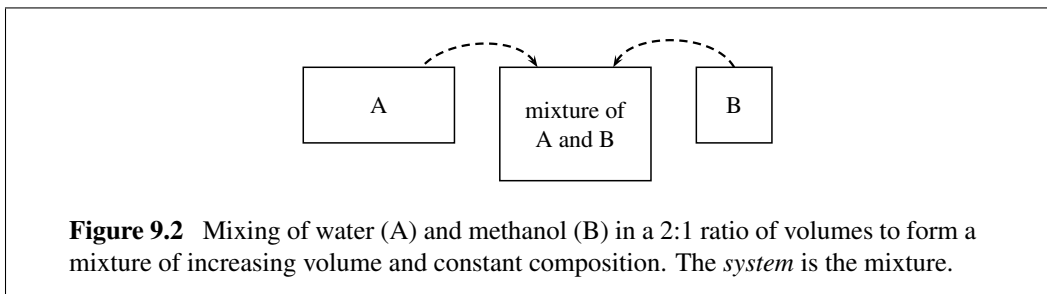 A
mixture of
A and B
B
Figure 9.2 Mixing of water (A) and methanol (B) in a 2:1 ratio of volumes to form a
mixture of increasing volume and constant composition. The system is the mixture.